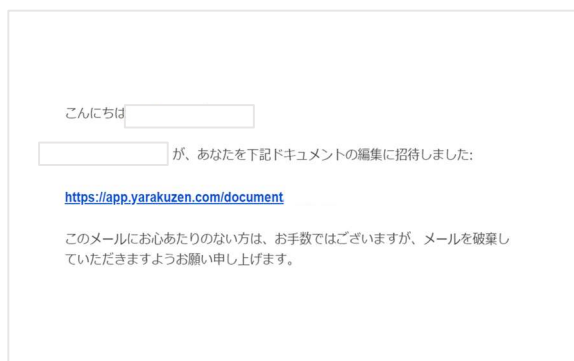 こんにちは
が、あなたを下記ドキュメントの編集に招待しました:
https://app.yarakuzen.com/document
このメールにお心あたりのない方は、お手数ではございますが、メールを破棄し
ていただきますようお願い申し上げます。